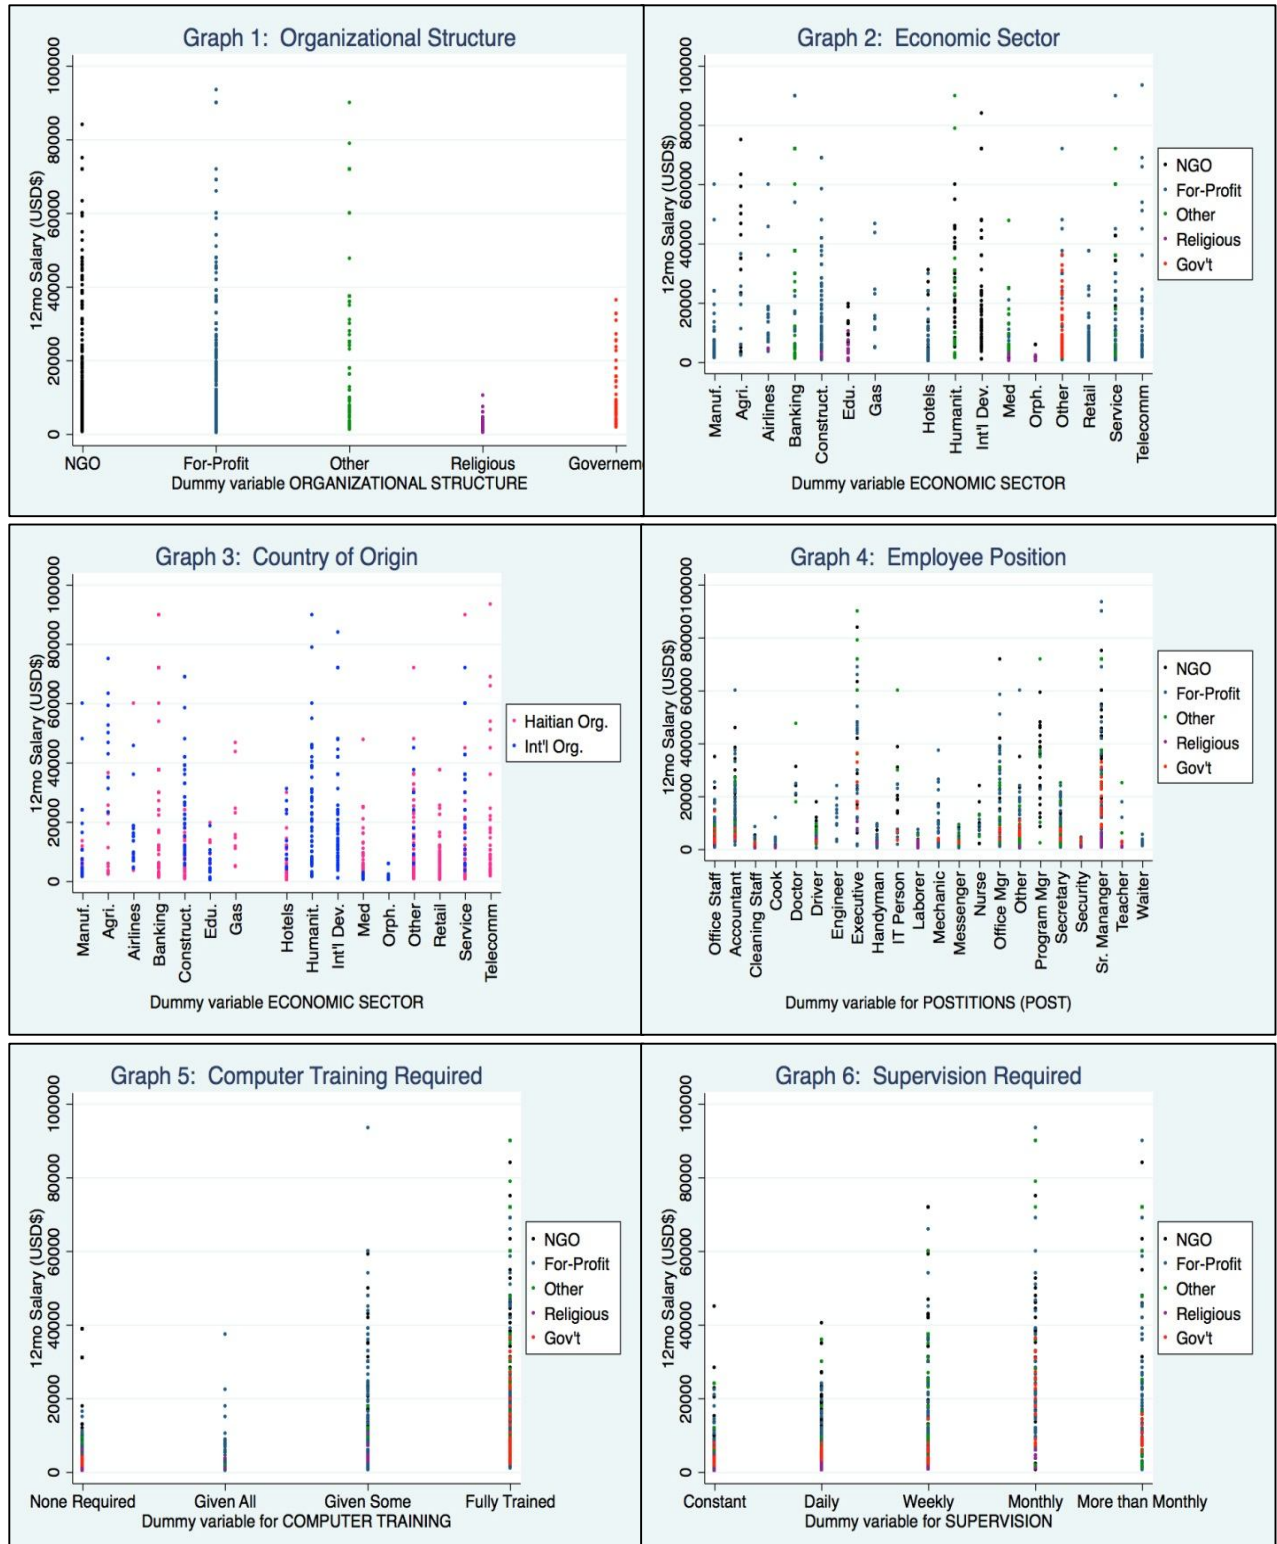 Graph 1: Organizational Structure
12mo Salary (USD$)
100000
80000
60000
40000
20000
0
NGO For-Profit Other Religious Governem
Dummy variable ORGANIZATIONAL STRUCTURE
Graph 2: Economic Sector
12mo Salary (USD$)
100000
80000
60000
40000
20000
0
Manuf.
Agri.
Airlines
Banking
Construct.
Edu.
Gas
Hotels
Humanit.
Int'l Dev.
Med
Orph.
Other
Retail
Service
Telecomm
Dummy variable ECONOMIC SECTOR
NGO
For-Profit
Other
Religious
Gov't
Graph 3: Country of Origin
12mo Salary (USD$)
100000
80000
60000
40000
20000
0
Manuf.
Agri.
Airlines
Banking
Construct.
Edu.
Gas
Hotels
Humanit.
Int'l Dev.
Med
Orph.
Other
Retail
Service
Telecomm
Dummy variable ECONOMIC SECTOR
Haitian Org.
Int'l Org.
Graph 4: Employee Position
12mo Salary (USD$)
100000
80000
60000
40000
20000
0
Office Staff
Accountant
Cleaning Staff
Cook
Doctor
Driver
Engineer
Executive
Handyman
IT Person
Laborer
Mechanic
Messenger
Nurse
Office Mgr
Other
Program Mgr
Secretary
Security
Sr. Mananger
Teacher
Waiter
Dummy variable for POSTITIONS (POST)
NGO
For-Profit
Other
Religious
Gov't
Graph 5: Computer Training Required
12mo Salary (USD$)
100000
80000
60000
40000
20000
0
None Required Given All Given Some Fully Trained
Dummy variable for COMPUTER TRAINING
NGO
For-Profit
Other
Religious
Gov't
Graph 6: Supervision Required
12mo Salary (USD$)
100000
80000
60000
40000
20000
0
Constant Daily Weekly Monthly More than Monthly
Dummy variable for SUPERVISION
NGO
For-Profit
Other
Religious
Gov't